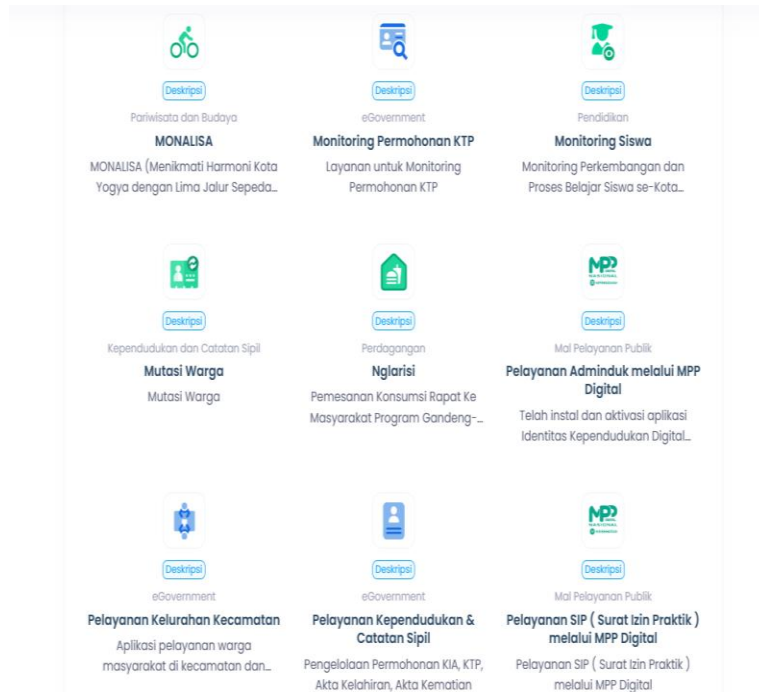 Deskripsi
Pariwisata dan Budaya
MONALISA
MONALISA (Menikmati Harmoni Kota
Yogya dengan Lima Jalur Sepeda...
Deskripsi
eGovernment
Monitoring Permohonan KTP
Layanan untuk Monitoring
Permohonan KTP
Deskripsi
Pendidikan
Monitoring Siswa
Monitoring Perkembangan dan
Proses Belajar Siswa se-Kota...
Deskripsi
Kependudukan dan Catatan Sipil
Mutasi Warga
Mutasi Warga
Deskripsi
Perdagangan
Nglarisi
Pemesanan Konsumsi Rapat Ke
Masyarakat Program Gandeng-...
MPP
Deskripsi
Mal Pelayanan Publik
Pelayanan Adminduk melalui MPP
Digital
Telah instal dan aktivasi aplikasi
Identitas Kependudukan Digital...
Deskripsi
eGovernment
Pelayanan Kelurahan Kecamatan
Aplikasi pelayanan warga
masyarakat di kecamatan dan...
Deskripsi
eGovernment
Pelayanan Kependudukan &
Catatan Sipil
Pengelolaan Permohonan KIA, KTP,
Akta Kelahiran, Akta Kematian
MPP
Deskripsi
Mal Pelayanan Publik
Pelayanan SIP ( Surat Izin Praktik )
melalui MPP Digital
Pelayanan SIP ( Surat Izin Praktik )
melalui MPP Digital